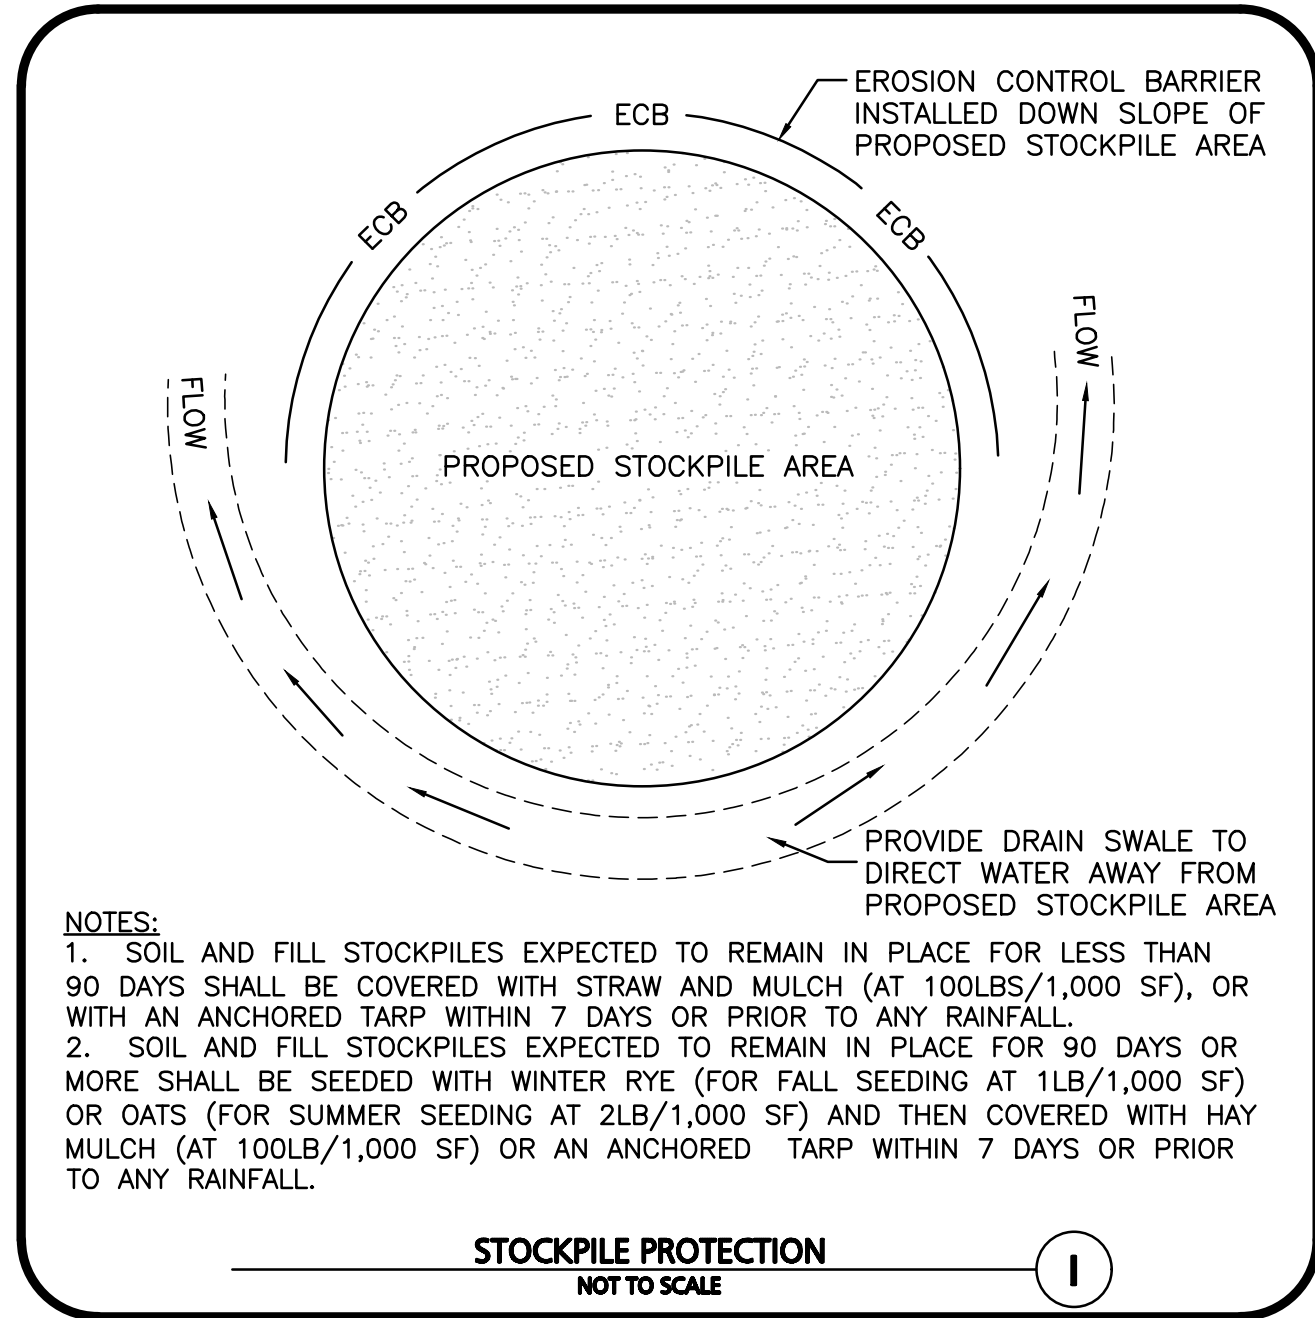 EROSION CONTROL BARRIER
INSTALLED DOWN SLOPE OF
PROPOSED STOCKPILE AREA
ECB
ECB
ECB
FLOW
FLOW
PROPOSED STOCKPILE AREA
PROVIDE DRAIN SWALE TO
DIRECT WATER AWAY FROM
PROPOSED STOCKPILE AREA
NOTES:
1. SOIL AND FILL STOCKPILES EXPECTED TO REMAIN IN PLACE FOR LESS THAN
90 DAYS SHALL BE COVERED WITH STRAW AND MULCH (AT 100LBS/1,000 SF), OR
WITH AN ANCHORED TARP WITHIN 7 DAYS OR PRIOR TO ANY RAINFALL.
2. SOIL AND FILL STOCKPILES EXPECTED TO REMAIN IN PLACE FOR 90 DAYS OR
MORE SHALL BE SEEDED WITH WINTER RYE (FOR FALL SEEDING AT 1LB/1,000 SF)
OR OATS (FOR SUMMER SEEDING AT 2LB/1,000 SF) AND THEN COVERED WITH HAY
MULCH (AT 100LB/1,000 SF) OR AN ANCHORED TARP WITHIN 7 DAYS OR PRIOR
TO ANY RAINFALL.
STOCKPILE PROTECTION
NOT TO SCALE
I